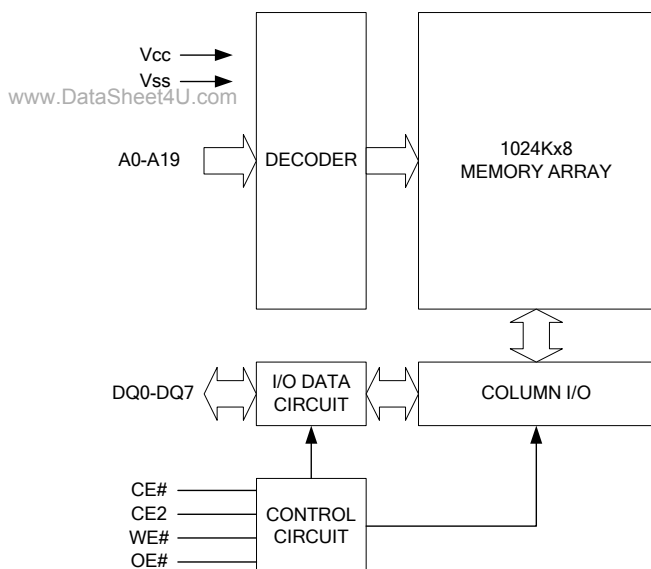 Vcc
Vss
www.DataSheet4U.com
A0-A19
DECODER
1024Kx8
MEMORY ARRAY
DQ0-DQ7
I/O DATA
CIRCUIT
COLUMN I/O
CE#
CE2
WE#
OE#
CONTROL
CIRCUIT